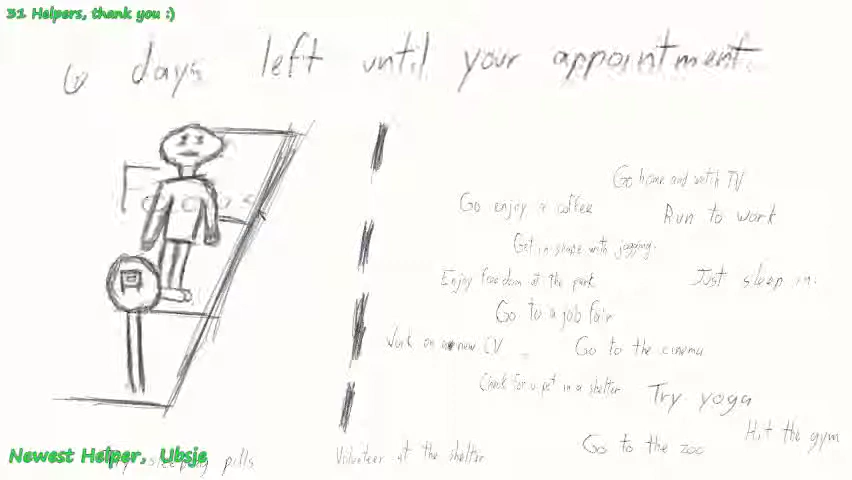 31 Helpers, thank you :)
6 days left until your appointment.
Go home and watch TV
Go enjoy a coffee
Run to work
Get in shape with jogging.
Enjoy freedom at the park
Just sleep in.
Go to a job fair
Work on a new CV
Go to the cinema
Check for a pet in a shelter
Try yoga
Hit the gym
Go to the zoo
Newest Helper, Ubsje
sleeping pills
Volunteer at the shelter